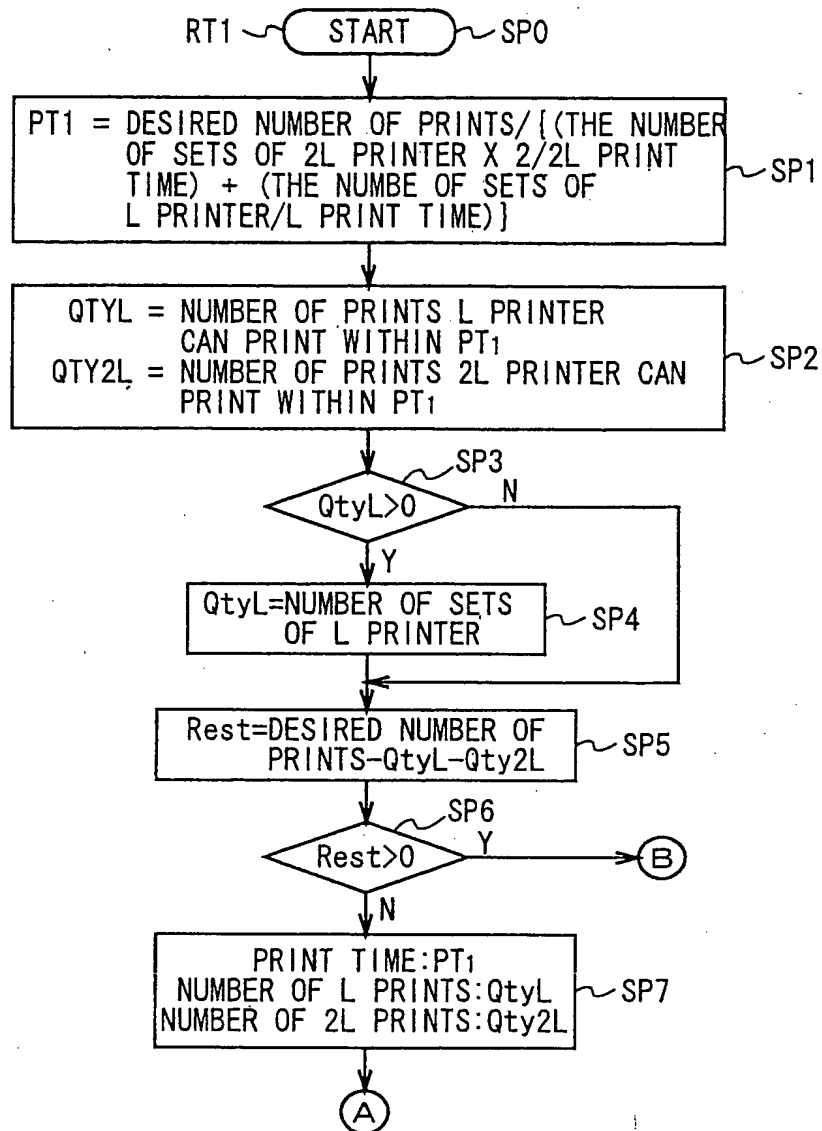 RT1 START SP0
PT1 = DESIRED NUMBER OF PRINTS/{(THE NUMBER
OF SETS OF 2L PRINTER X 2/2L PRINT
TIME) + (THE NUMBE OF SETS OF
L PRINTER/L PRINT TIME)}
SP1
QTYL = NUMBER OF PRINTS L PRINTER
CAN PRINT WITHIN PT1
QTY2L = NUMBER OF PRINTS 2L PRINTER CAN
PRINT WITHIN PT1
SP2
SP3
QtyL>0
N
Y
QtyL=NUMBER OF SETS
OF L PRINTER
SP4
Rest=DESIRED NUMBER OF
PRINTS-QtyL-Qty2L
SP5
SP6
Rest>0
Y
B
N
PRINT TIME:PT1
NUMBER OF L PRINTS:QtyL
NUMBER OF 2L PRINTS:Qty2L
SP7
A